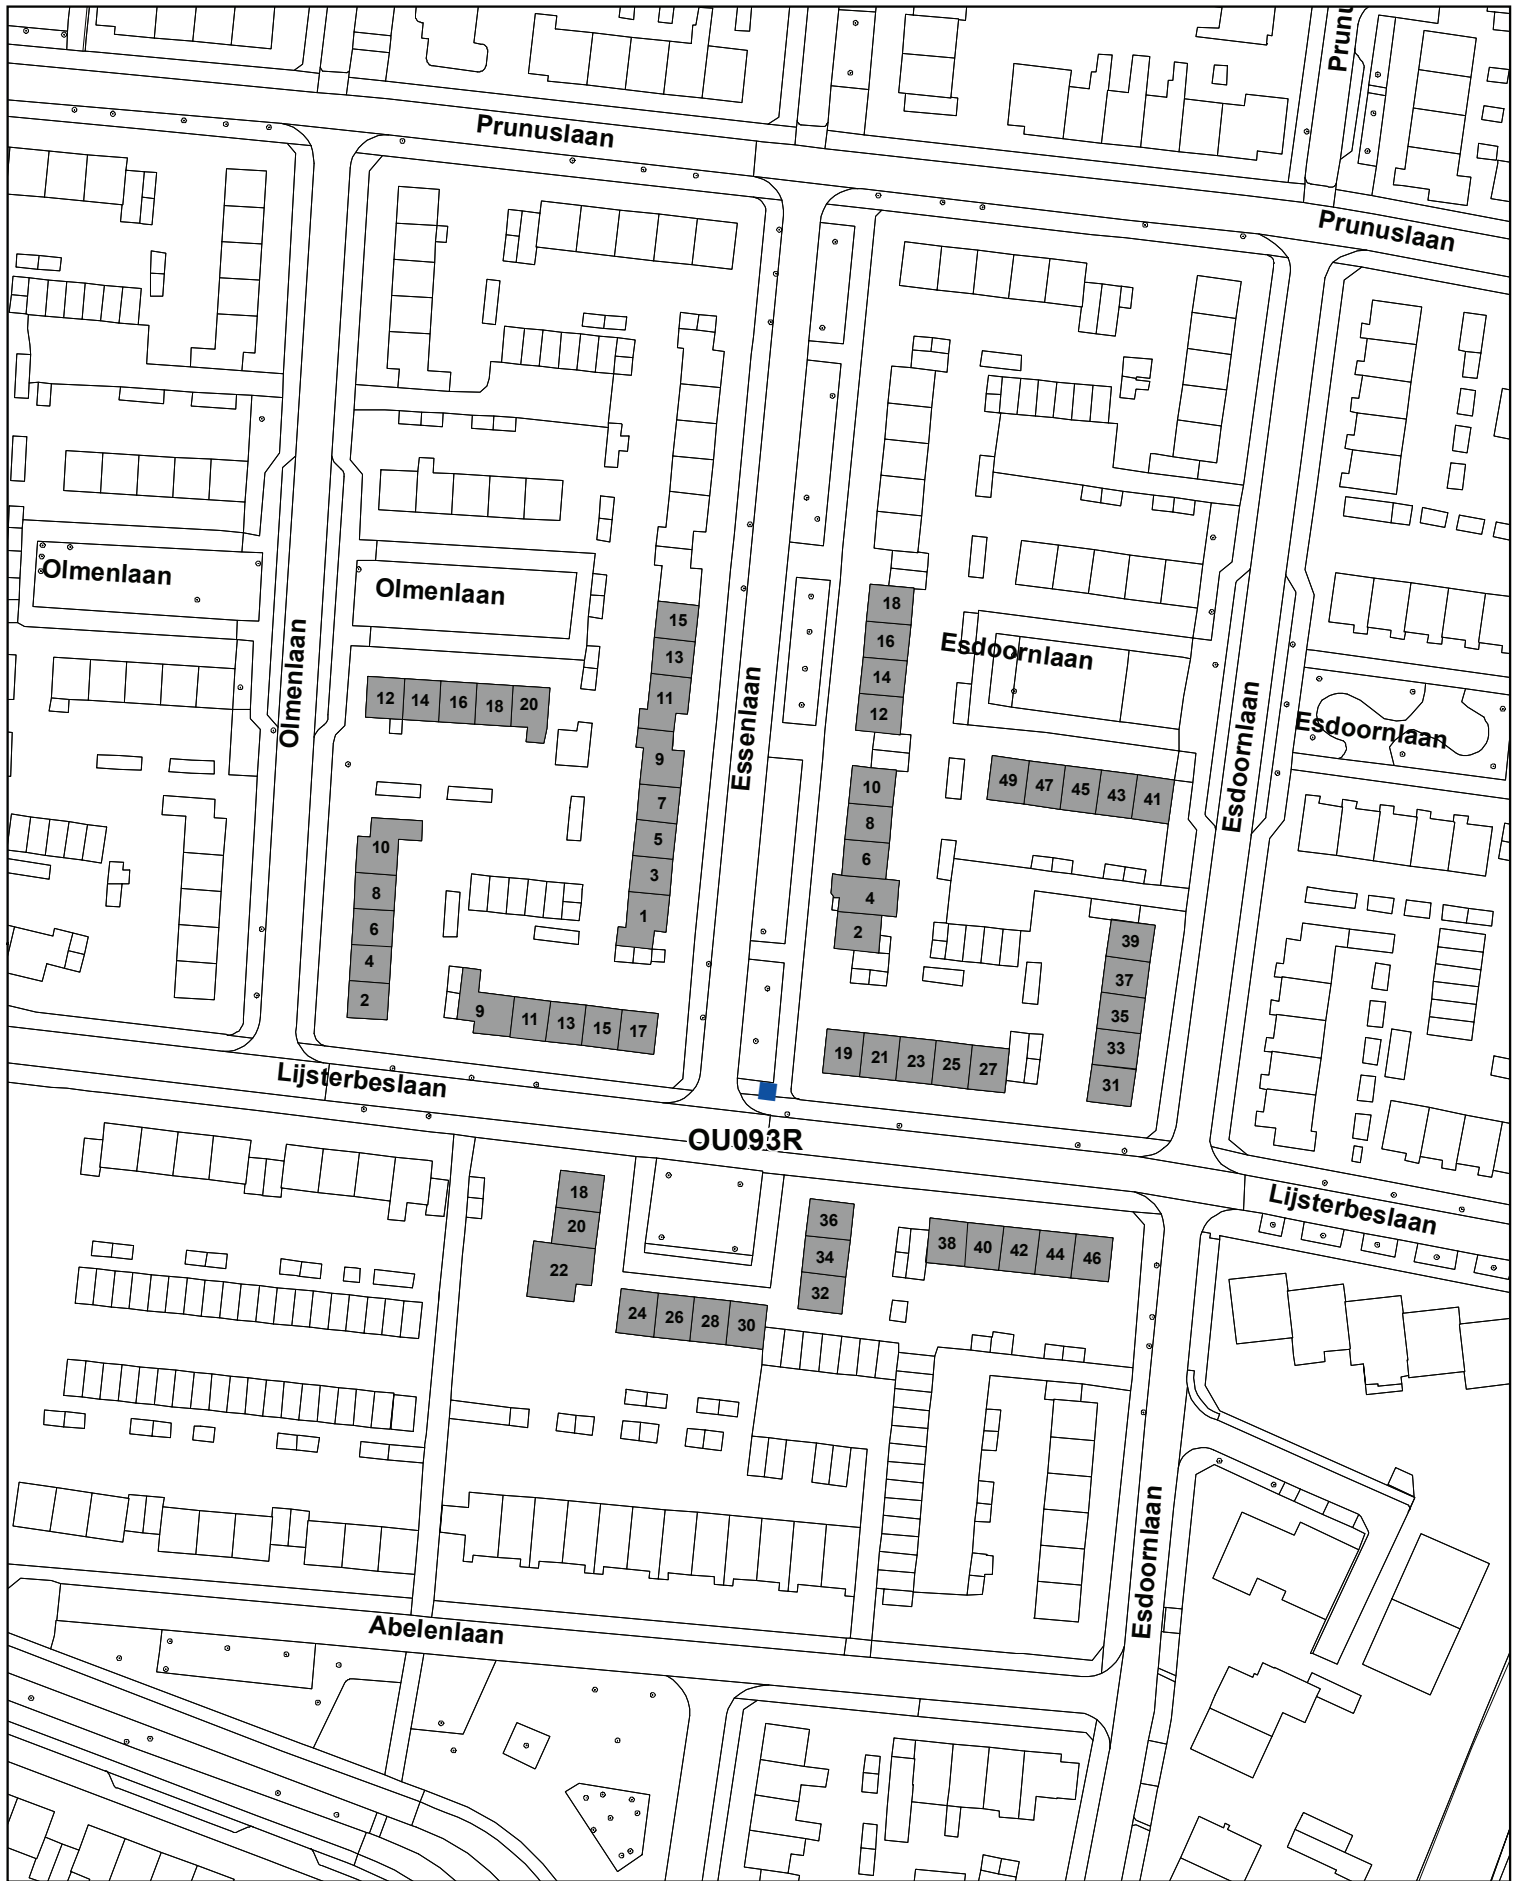 Prunu
Prunuslaan
Prunuslaan
Olmenlaan
Olmenlaan
Olmenlaan
Essenlaan
Esdoornlaan
Esdoornlaan
Esdoornlaan
15
13
11
9
7
5
3
1
18
16
14
12
10
8
6
4
2
12 14 16 18 20
49 47 45 43 41
10
8
6
4
2
39
37
35
33
31
9 11 13 15 17
19 21 23 25 27
Lijsterbeslaan
OU093R
Lijsterbeslaan
18
20
22
36
34
32
38 40 42 44 46
24 26 28 30
Esdoornlaan
Abelenlaan